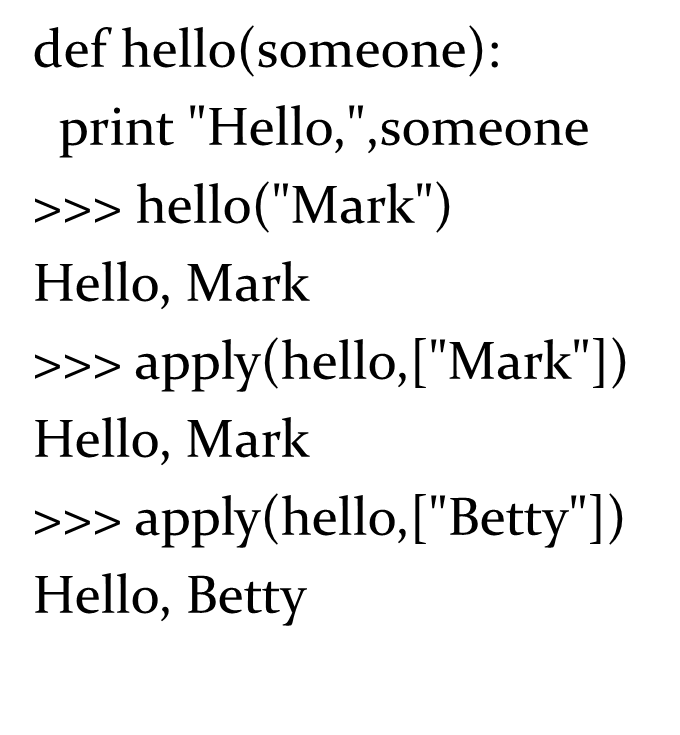 def hello(someone):
  print "Hello,",someone
>>> hello("Mark")
Hello, Mark
>>> apply(hello,["Mark"])
Hello, Mark
>>> apply(hello,["Betty"])
Hello, Betty